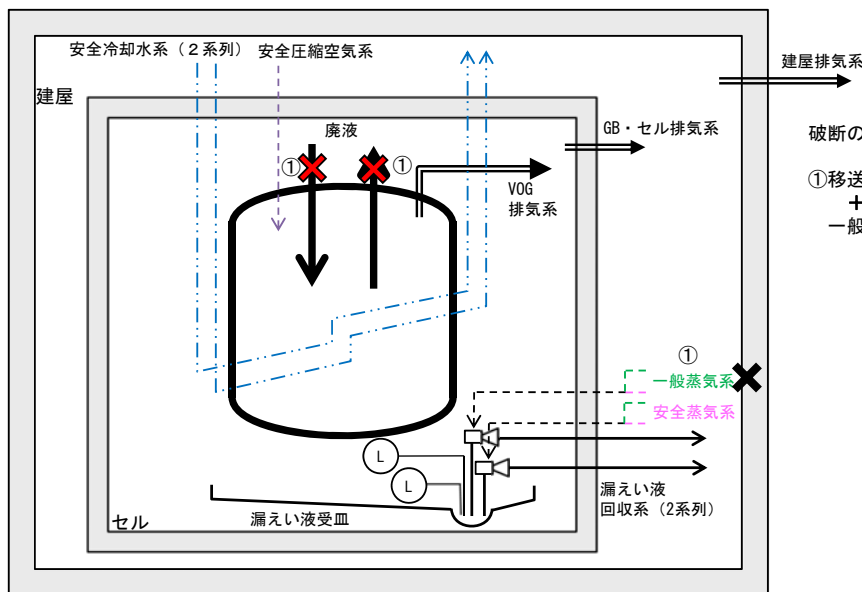 安全冷却水系（２系列）
安全圧縮空気系
建屋排気系
建屋
廃液
GB・セル排気系
破断の
①
①
VOG
排気系
①移送
＋
一般
①
一般蒸気系
安全蒸気系
L
L
漏えい液
回収系（2系列）
漏えい液受皿
セル